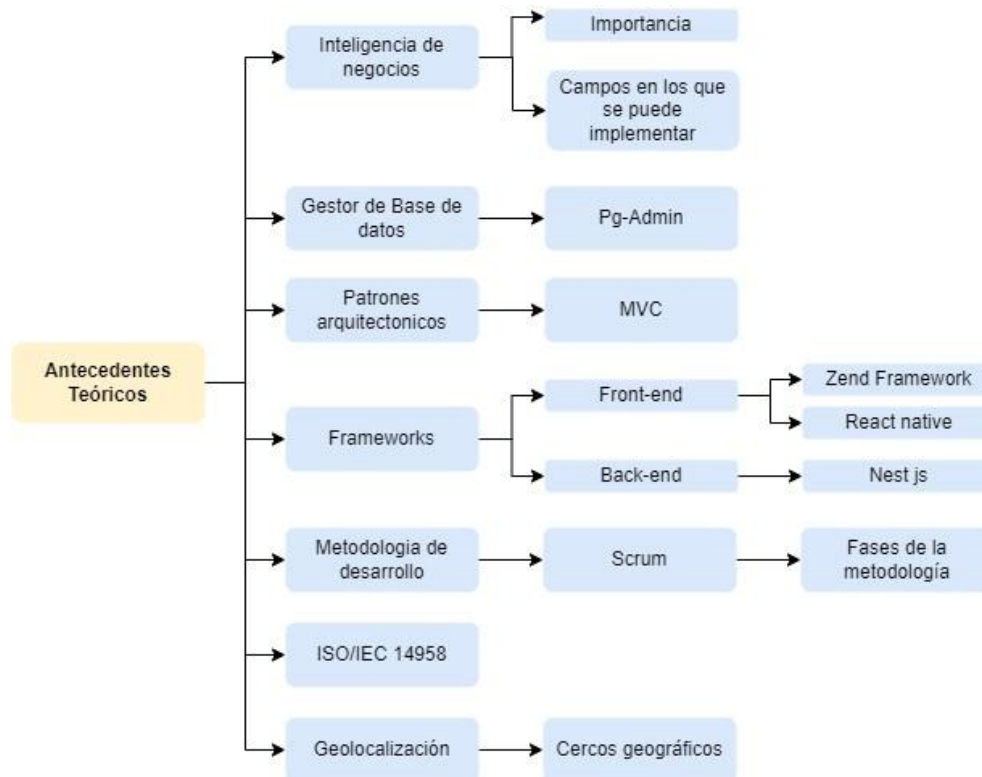 Antecedentes
Teóricos
Inteligencia de
negocios
Importancia
Campos en los que
se puede
implementar
Gestor de Base de
datos
Pg-Admin
Patrones
arquitectonicos
MVC
Frameworks
Front-end
Zend Framework
React native
Back-end
Nest js
Metodologia de
desarrollo
Scrum
Fases de la
metodología
ISO/IEC 14958
Geolocalización
Cercos geográficos